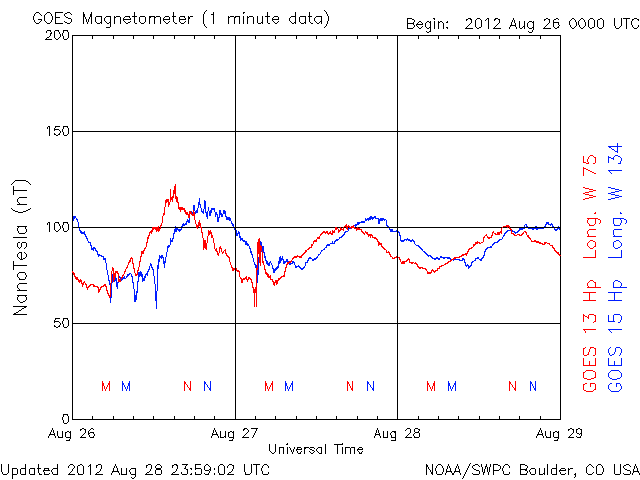 GOES Magnetometer (1 minute data)
Begin: 2012 Aug 26 0000 UTC
200
150
100
50
0
NanoTesla (nT)
M M N N M M N N M M N N
Aug 26 Aug 27 Aug 28 Aug 29
Universal Time
GOES 13 Hp Long. W 75
GOES 15 Hp Long. W 134
Updated 2012 Aug 28 23:59:02 UTC
NOAA/SWPC Boulder, CO USA